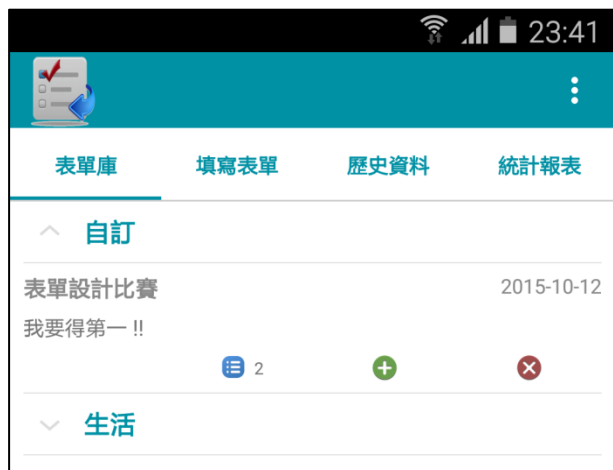 23:41
表單庫 填寫表單 歷史資料 統計報表
自訂
表單設計比賽 2015-10-12
我要得第一 !!
2
生活